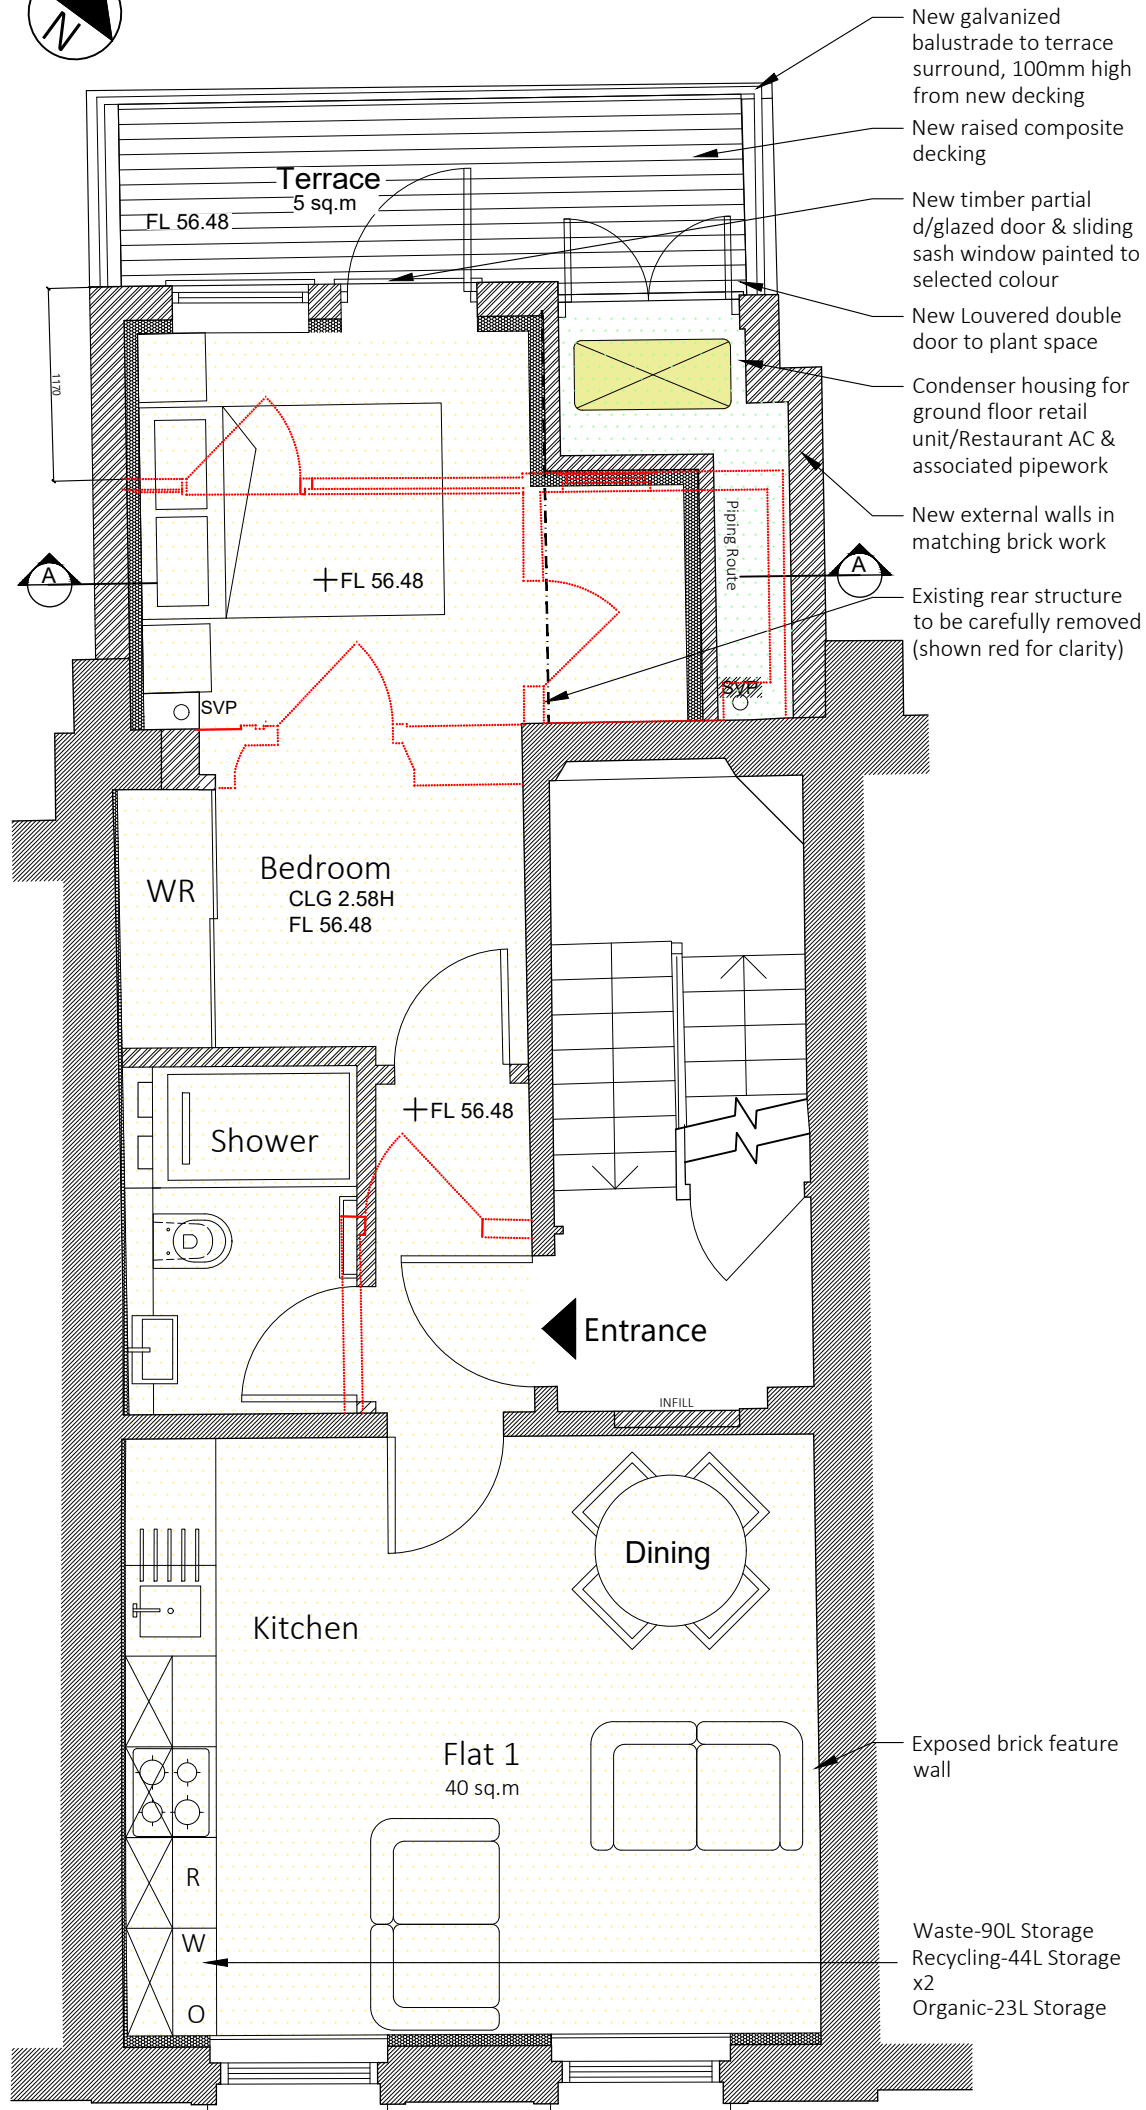 N
New galvanized
balustrade to terrace
surround, 100mm high
from new decking
New raised composite
decking
Terrace
5 sq.m
FL 56.48
New timber partial
d/glazed door & sliding
sash window painted to
selected colour
New Louvered double
door to plant space
1170
Condenser housing for
ground floor retail
unit/Restaurant AC &
associated pipework
New external walls in
matching brick work
Piping Route
A
FL 56.48
A
Existing rear structure
to be carefully removed
(shown red for clarity)
SVP
SVP
Bedroom
CLG 2.58H
FL 56.48
WR
FL 56.48
Shower
Entrance
INFILL
Dining
Kitchen
Flat 1
40 sq.m
Exposed brick feature
wall
R
W
O
Waste-90L Storage
Recycling-44L Storage
x2
Organic-23L Storage